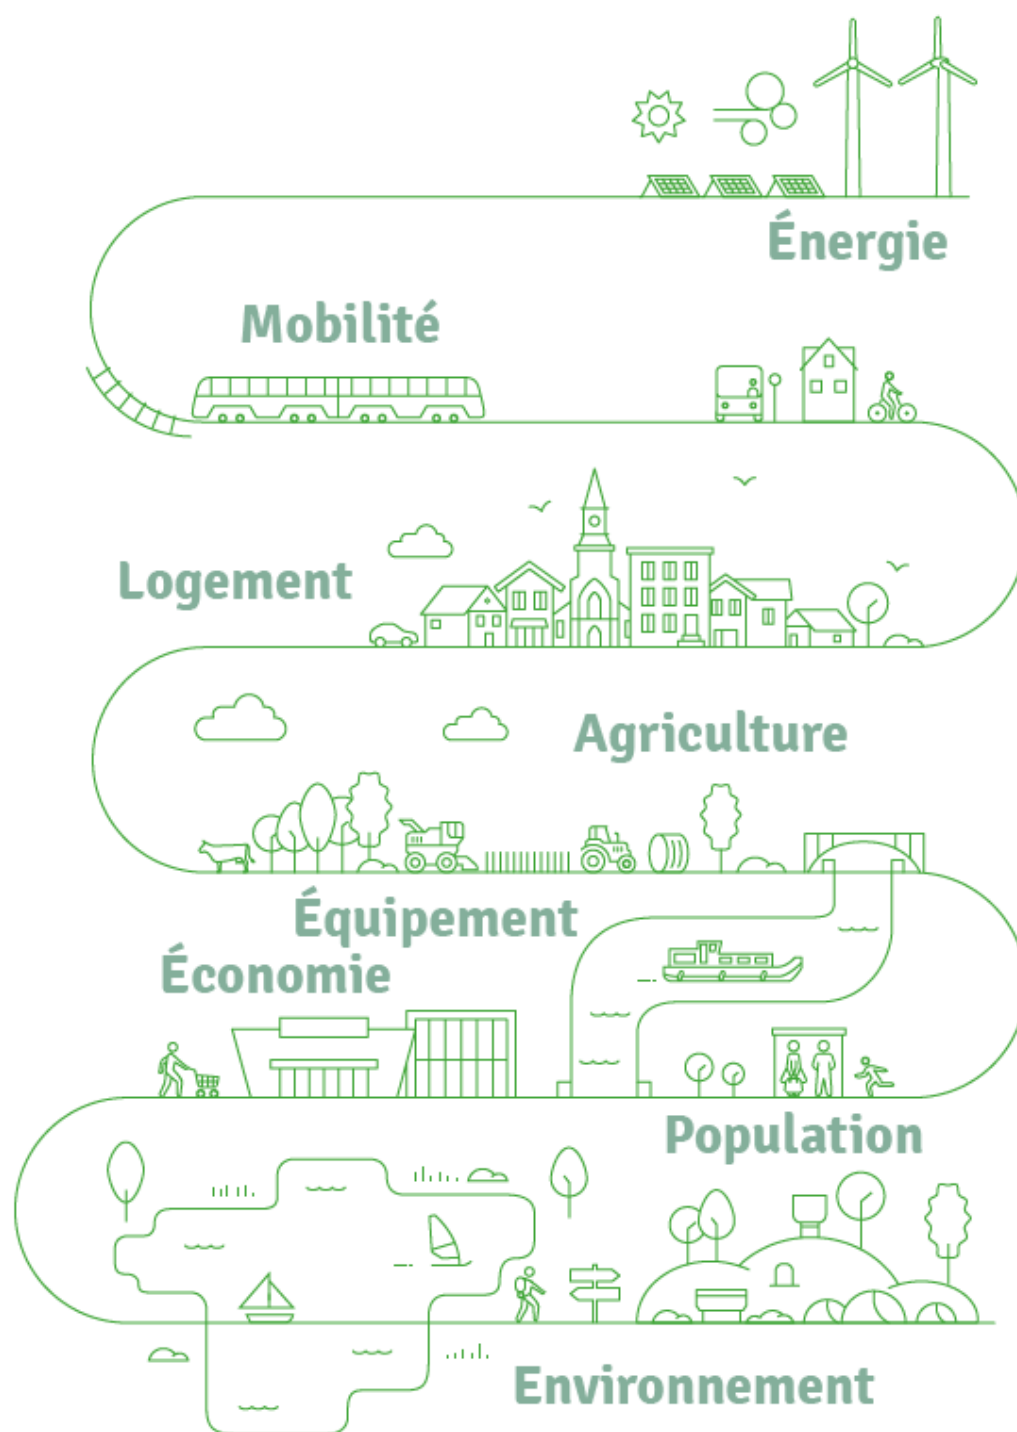 Énergie
Mobilité
Logement
Agriculture
Équipement
Économie
Population
Environnement